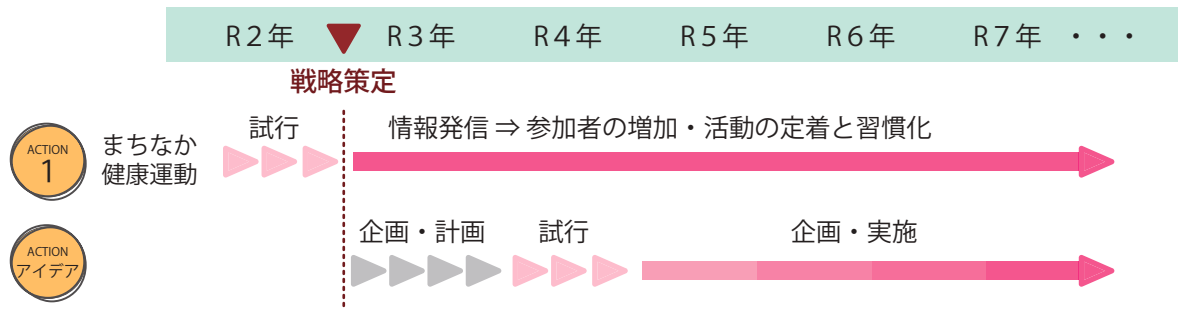 R2年 R3年 R4年 R5年 R6年 R7年 ・・・
戦略策定
試行 情報発信⇒参加者の増加・活動の定着と習慣化
ACTION
1
まちなか
健康運動
企画・計画 試行 企画・実施
ACTION
アイデア